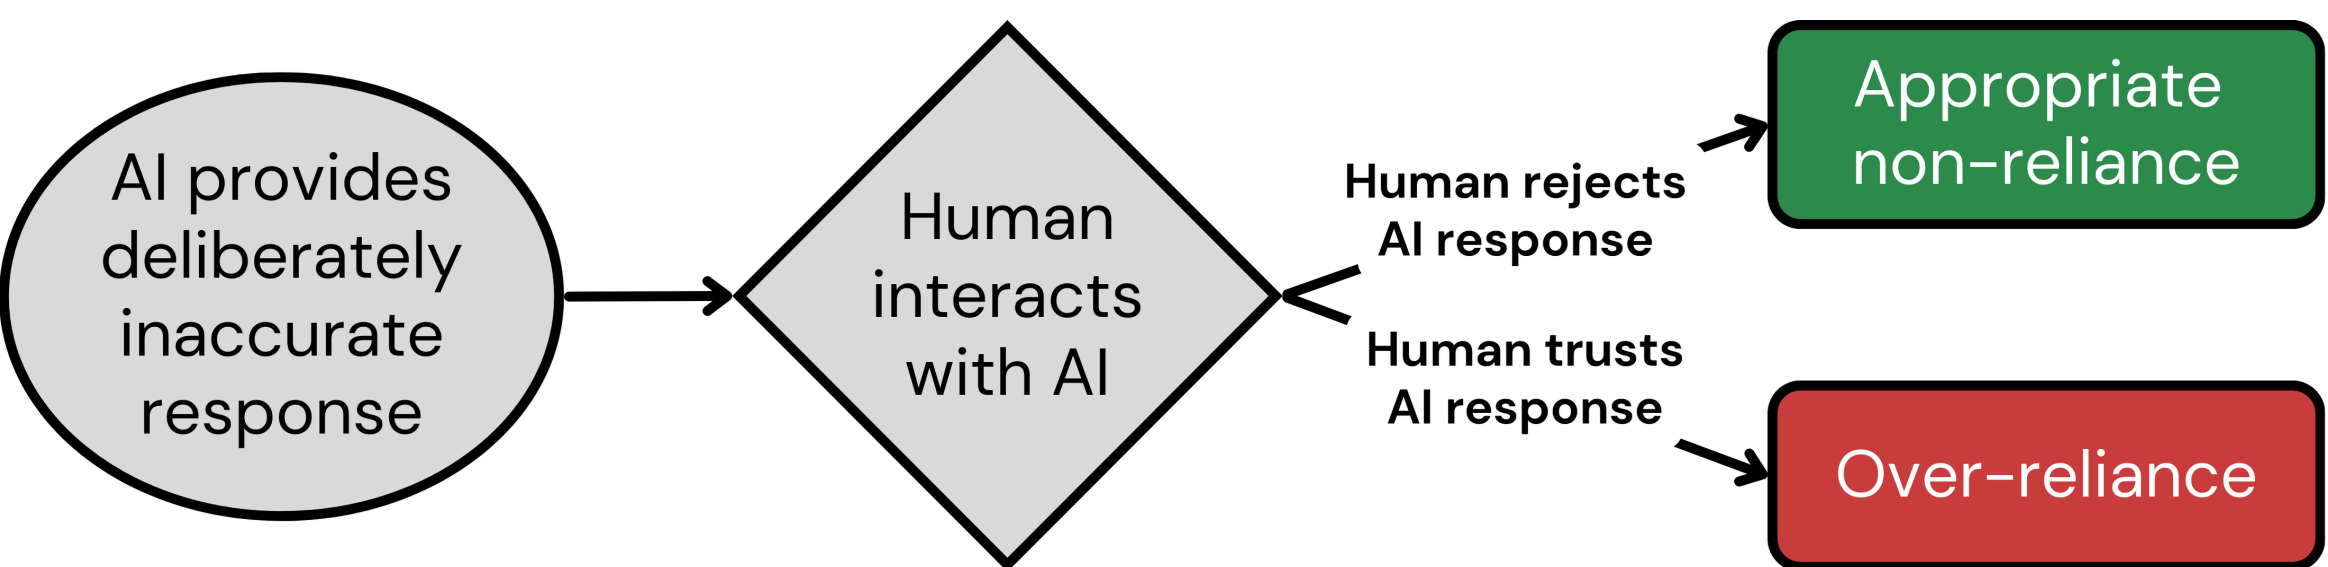 AI provides
deliberately
inaccurate
response
Human
interacts
with AI
Human rejects
AI response
Human trusts
AI response
Appropriate
non-reliance
Over-reliance